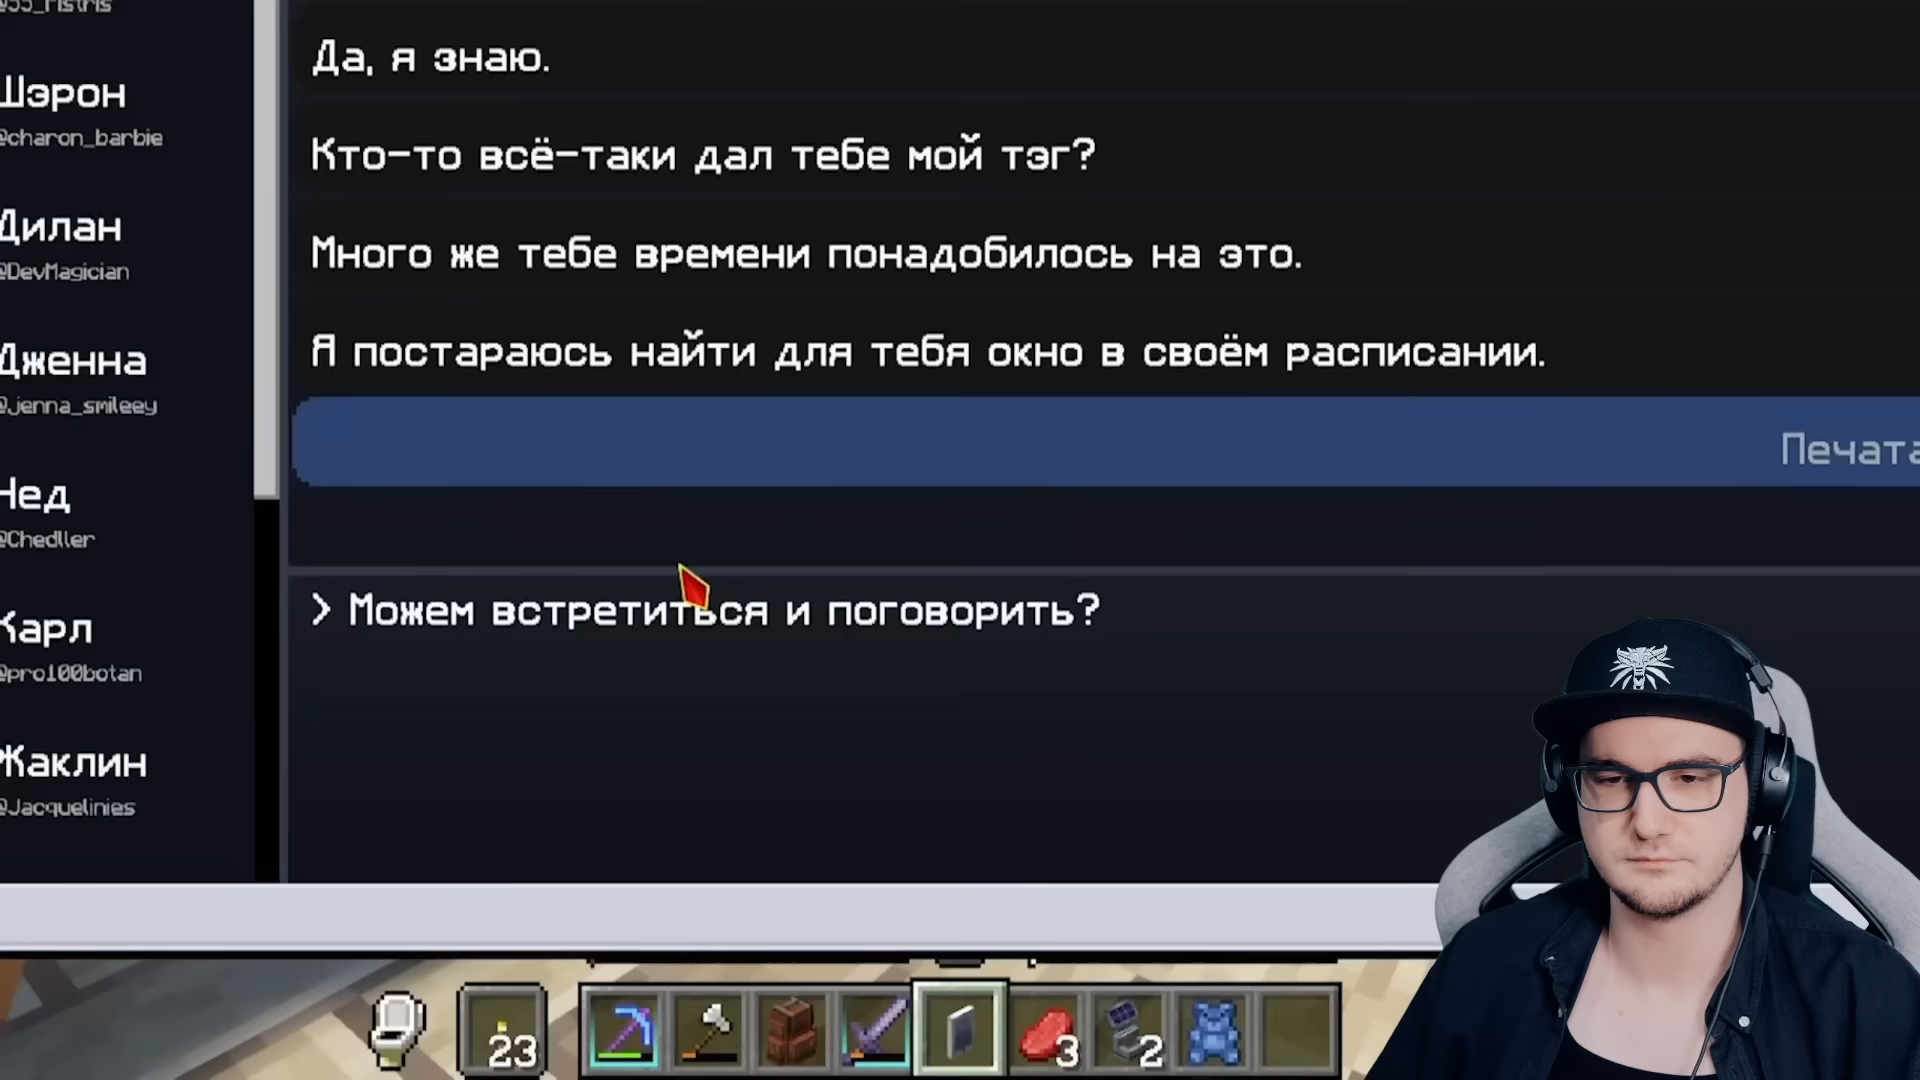 Шэрон
@charon_barbie
Дилан
@DevMagician
Дженна
@jenna_smileey
Нед
@Chedller
Карл
@pro100botan
Жаклин
@Jacquelinies
Да, я знаю.
Кто-то всё-таки дал тебе мой тэг?
Много же тебе времени понадобилось на это.
Я постараюсь найти для тебя окно в своём расписании.
Печата
> Можем встретиться и поговорить?
23
3
2